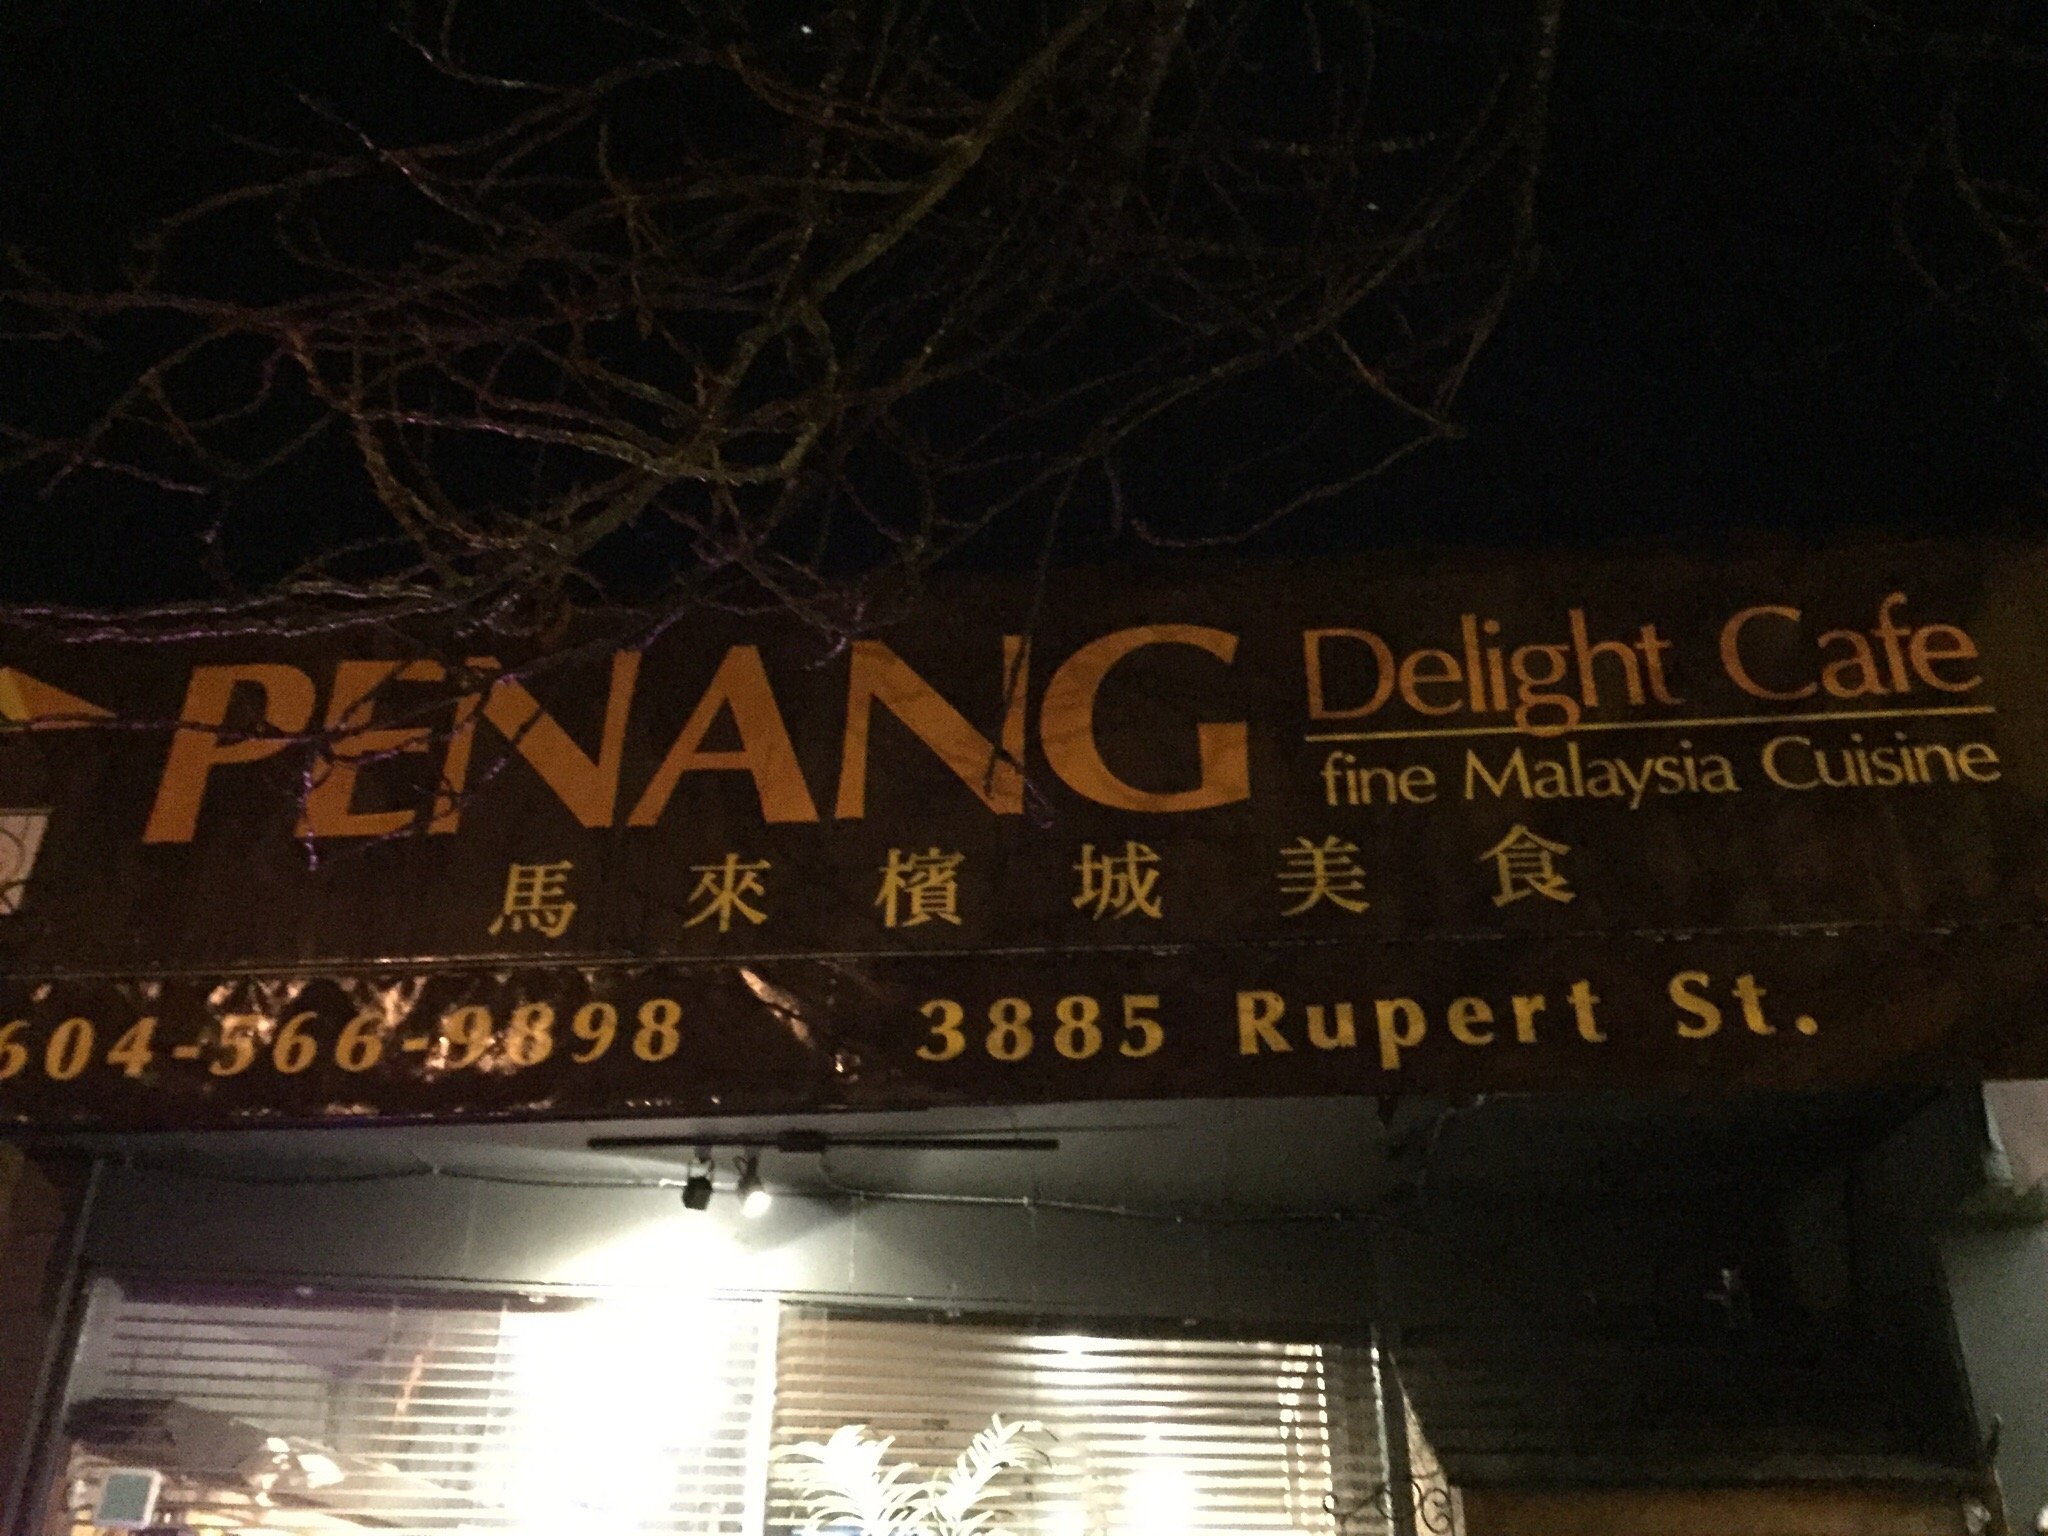 PENANG Delight Cafe
fine Malaysia Cuisine
馬來檳城美食
604-566-9898 3885 Rupert St.